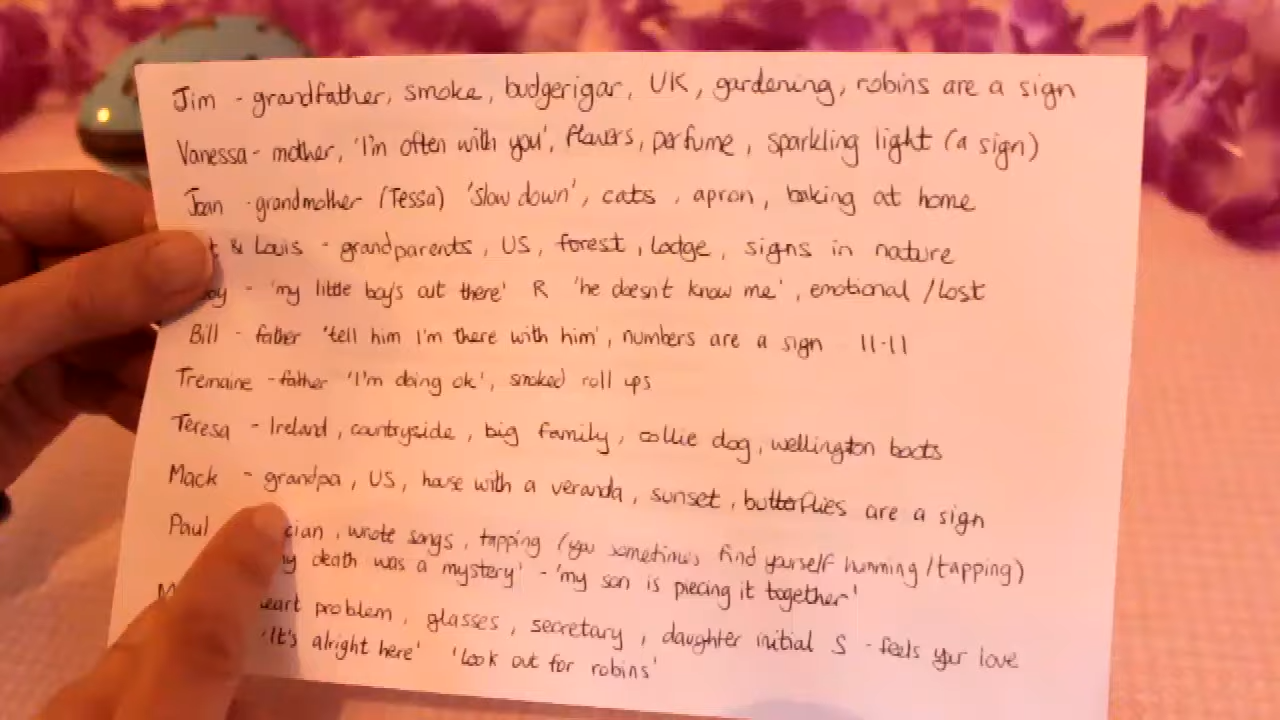 Jim - grandfather, smoke, budgerigar, UK, gardening, robins are a sign
Vanessa - mother, 'I'm often with you', flowers, perfume, sparkling light (a sign)
Joan - grandmother (Tessa) 'slow down', cats, apron, baking at home
& Louis - grandparents, US, forest, lodge, signs in nature
- 'my little boy's out there' R 'he doesn't know me', emotional / lost
Bill - father 'tell him I'm there with him', numbers are a sign 11-11
Tremaine - father 'I'm doing ok', smoked roll ups
Teresa - Ireland, countryside, big family, collie dog, wellington boots
Mack - grandpa, US, house with a veranda, sunset, butterflies are a sign
Paul cian, wrote songs, tapping (you sometimes find yourself humming/tapping)
death was a mystery' - 'my son is piecing it together'
problem, glasses, secretary, daughter initial S - feels your love
'It's alright here' 'Look out for robins'